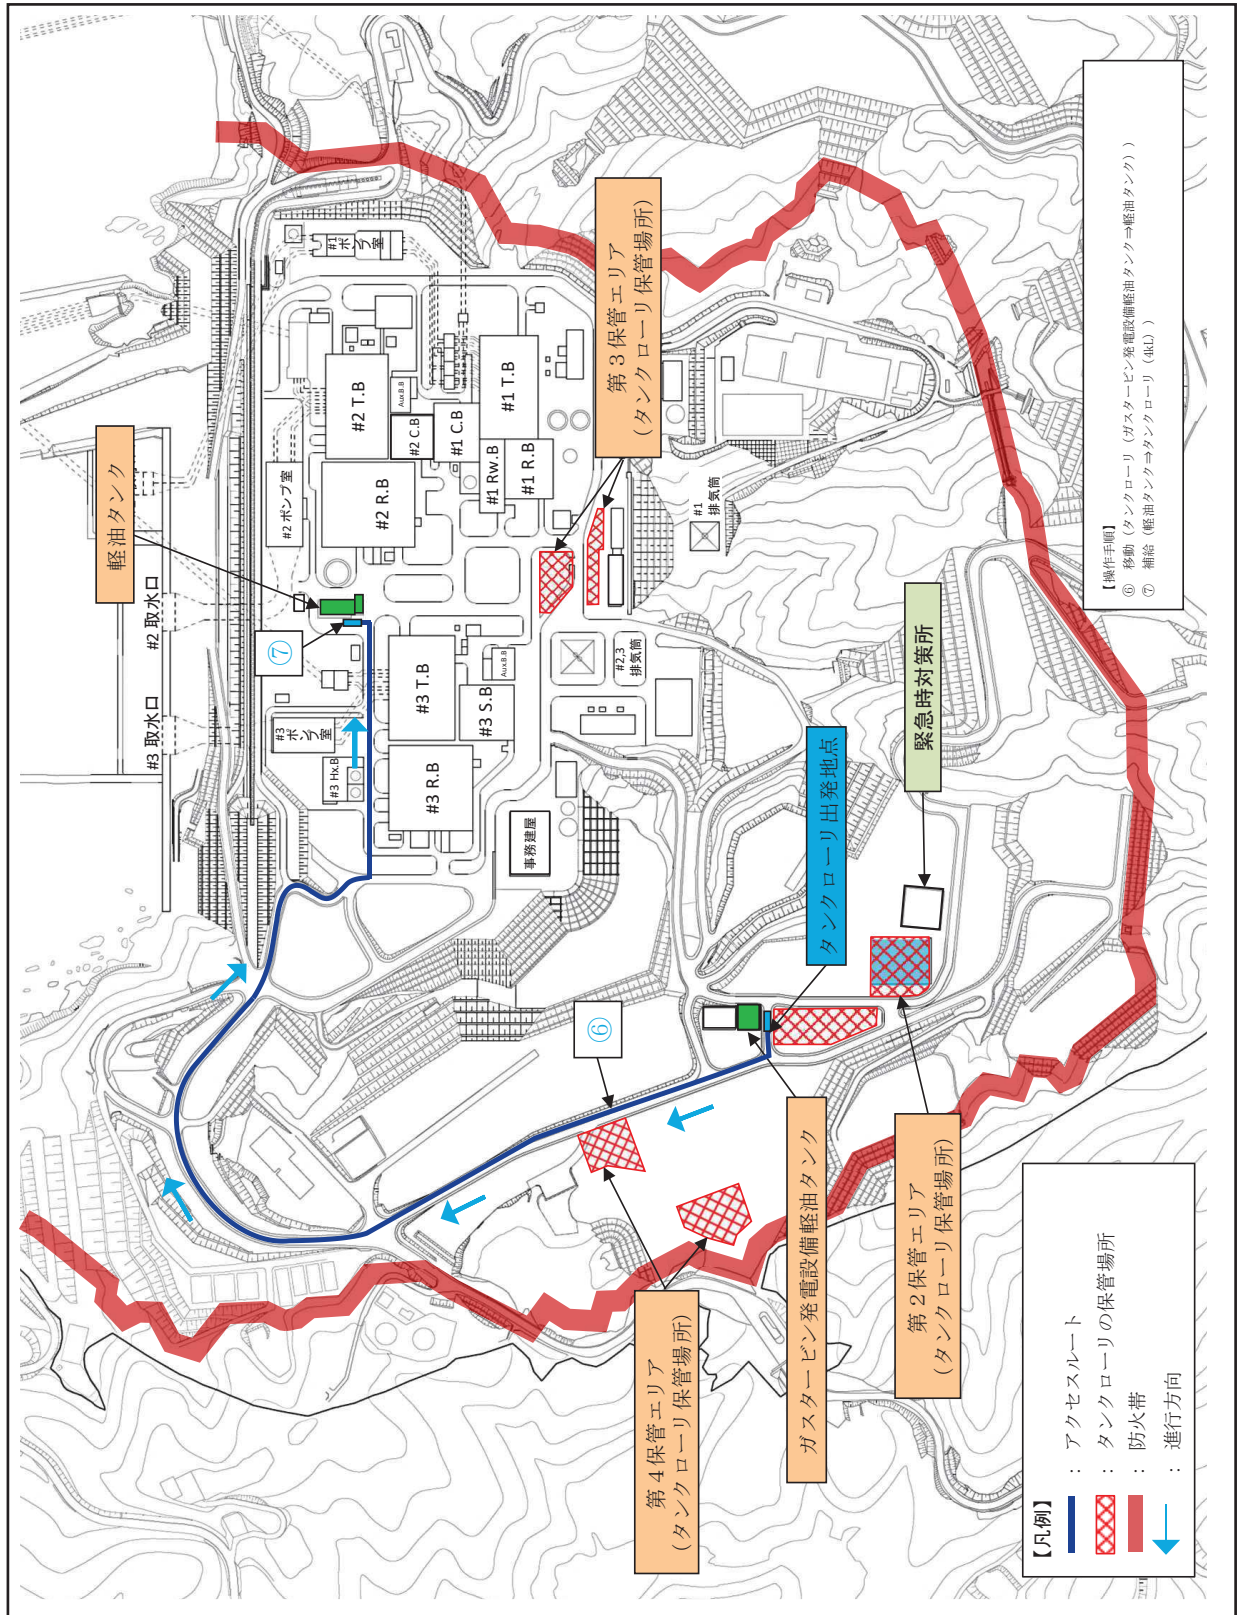 軽油タンク
#3 取水口
#2 取水口
⑦
#3
ポンプ室
#3 Hx.B
#2 ポンプ室
#1
ポンプ室
#3 R.B
#3 T.B
#3 S.B
Aux.B.B
#2 R.B
#2 T.B
Aux.B.B
#2 C.B
#1 C.B
#1 Rw.B
#1 R.B
#1 T.B
事務建屋
#2,3
排気筒
#1
排気筒
第3保管エリア
(タンクローリ保管場所)
⑥
タンクローリ出発地点
緊急時対策所
第4保管エリア
(タンクローリ保管場所)
ガスタービン発電設備軽油タンク
第2保管エリア
(タンクローリ保管場所)
【凡例】
: アクセスルート
: タンクローリの保管場所
: 防火帯
: 進行方向
【操作手順】
⑥ 移動 (タンクローリ (ガスタービン発電設備軽油タンク⇒軽油タンク) )
⑦ 補給 (軽油タンク⇒タンクローリ (4kL) )